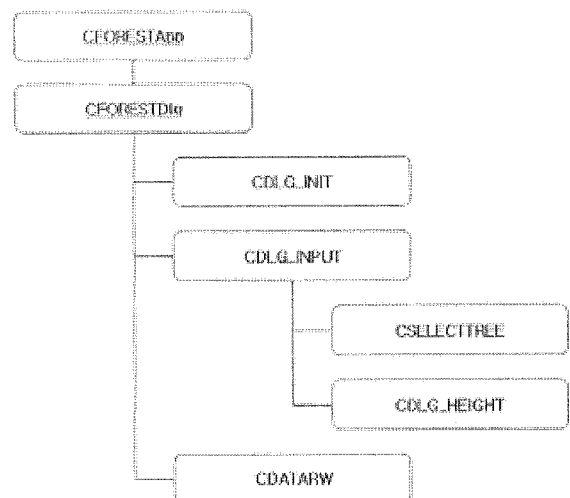 CFORESTApp
CFORESTDlg
CDLG_INIT
CDLG_INPUT
CSELECTTREE
CDLG_HEIGHT
CDATARW